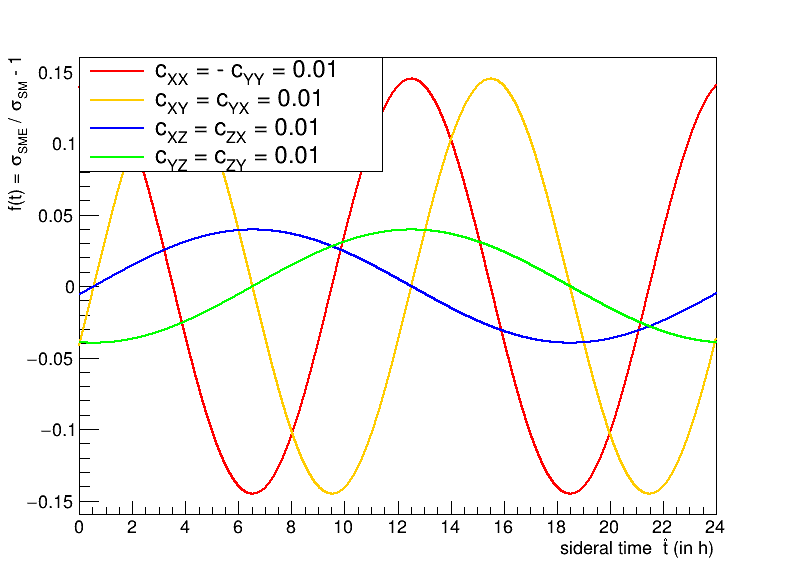 f(t) = σ_SME / σ_SM - 1
0.15
0.1
0.05
0
−0.05
−0.1
−0.15
c_XX = - c_YY = 0.01
c_XY = c_YX = 0.01
c_XZ = c_ZX = 0.01
c_YZ = c_ZY = 0.01
0 2 4 6 8 10 12 14 16 18 20 22 24
sideral time t̂ (in h)